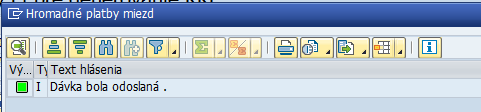 Hromadné platby miezd
Vý... Ty Text hlásenia
I Dávka bola odoslaná .